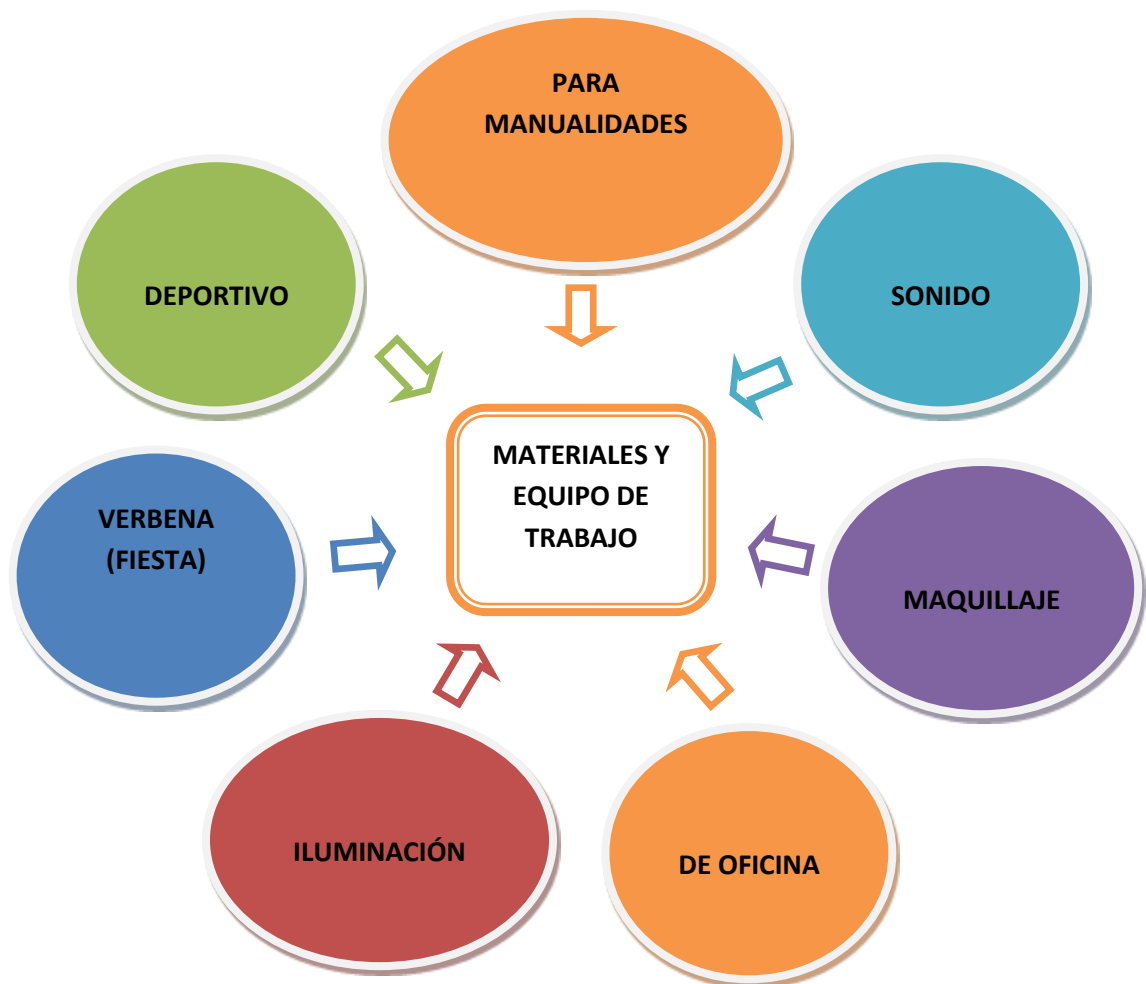 PARA
MANUALIDADES
DEPORTIVO
SONIDO
MATERIALES Y
EQUIPO DE
TRABAJO
VERBENA
(FIESTA)
MAQUILLAJE
ILUMINACIÓN
DE OFICINA